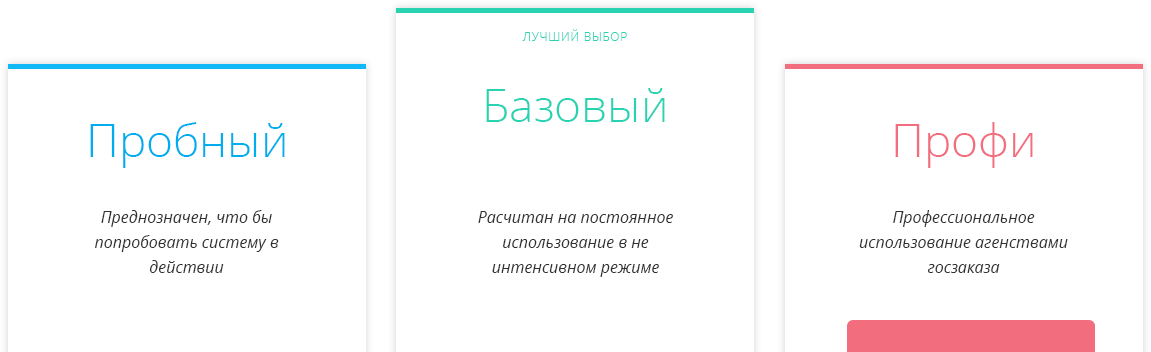 Пробный
Преднозначен, что бы
попробовать систему в
действии
ЛУЧШИЙ ВЫБОР
Базовый
Расчитан на постоянное
использование в не
интенсивном режиме
Профи
Профессиональное
использование агенствами
госзаказа